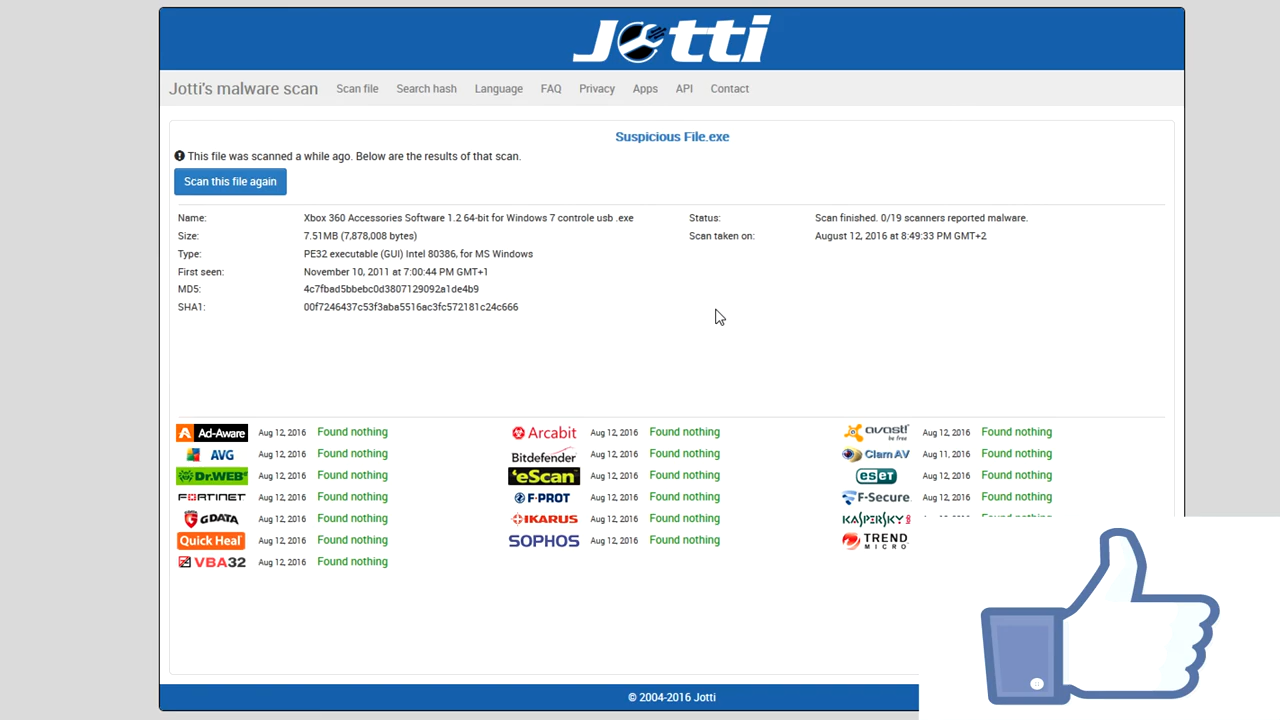 Jotti
Jotti's malware scan Scan file Search hash Language FAQ Privacy Apps API Contact
Suspicious File.exe
This file was scanned a while ago. Below are the results of that scan.
Scan this file again
Name: Xbox 360 Accessories Software 1.2 64-bit for Windows 7 controle usb .exe Status: Scan finished. 0/19 scanners reported malware.
Size: 7.51MB (7,878,008 bytes) Scan taken on: August 12, 2016 at 8:49:33 PM GMT+2
Type: PE32 executable (GUI) Intel 80386, for MS Windows
First seen: November 10, 2011 at 7:00:44 PM GMT+1
MD5: 4c7fbad5bbebc0d3807129092a1de4b9
SHA1: 00f7246437c53f3aba5516ac3fc572181c24c666
Ad-Aware Aug 12, 2016 Found nothing Arcabit Aug 12, 2016 Found nothing avast! be free Aug 12, 2016 Found nothing
AVG Aug 12, 2016 Found nothing Bitdefender Aug 12, 2016 Found nothing ClamAV Aug 11, 2016 Found nothing
Dr.WEB Aug 12, 2016 Found nothing eScan Aug 12, 2016 Found nothing eseT Aug 12, 2016 Found nothing
FORTINET Aug 12, 2016 Found nothing F-PROT Aug 12, 2016 Found nothing F-Secure. Aug 12, 2016 Found nothing
G DATA Aug 12, 2016 Found nothing IKARUS Aug 12, 2016 Found nothing KASPERSKY
Quick Heal Aug 12, 2016 Found nothing SOPHOS Aug 12, 2016 Found nothing TREND MICRO
VBA32 Aug 12, 2016 Found nothing
© 2004-2016 Jotti